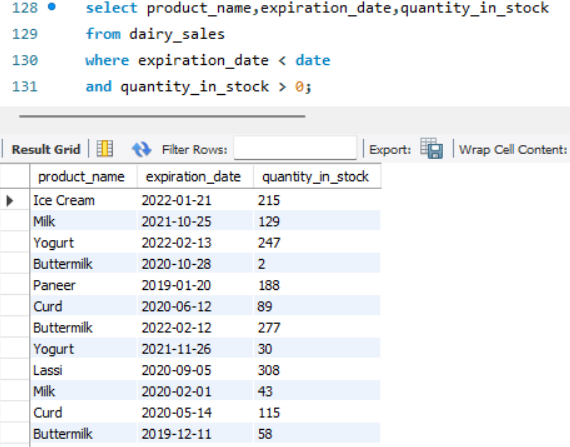 128 select product_name,expiration_date,quantity_in_stock
129 from dairy_sales
130 where expiration_date < date
131 and quantity_in_stock > 0;
Result Grid Filter Rows: Export: Wrap Cell Content:
product_name expiration_date quantity_in_stock
Ice Cream 2022-01-21 215
Milk 2021-10-25 129
Yogurt 2022-02-13 247
Buttermilk 2020-10-28 2
Paneer 2019-01-20 188
Curd 2020-06-12 89
Buttermilk 2022-02-12 277
Yogurt 2021-11-26 30
Lassi 2020-09-05 308
Milk 2020-02-01 43
Curd 2020-05-14 115
Buttermilk 2019-12-11 58